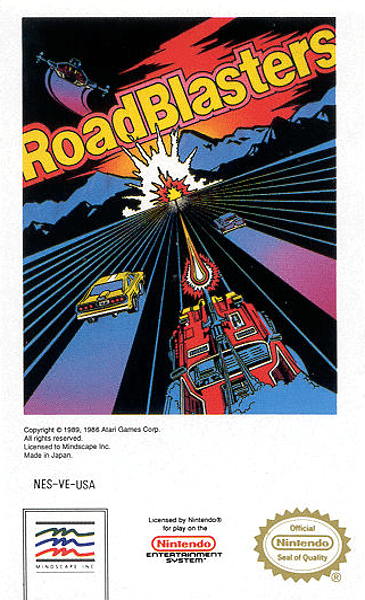 RoadBlasters
Copyright © 1989, 1986 Atari Games Corp.
All rights reserved.
Licensed to Mindscape Inc.
Made in Japan.
NES-VE-USA
MINDSCAPE INC
Licensed by Nintendo®
for play on the
Nintendo
ENTERTAINMENT
SYSTEM™
Official
Nintendo
Seal of Quality
®